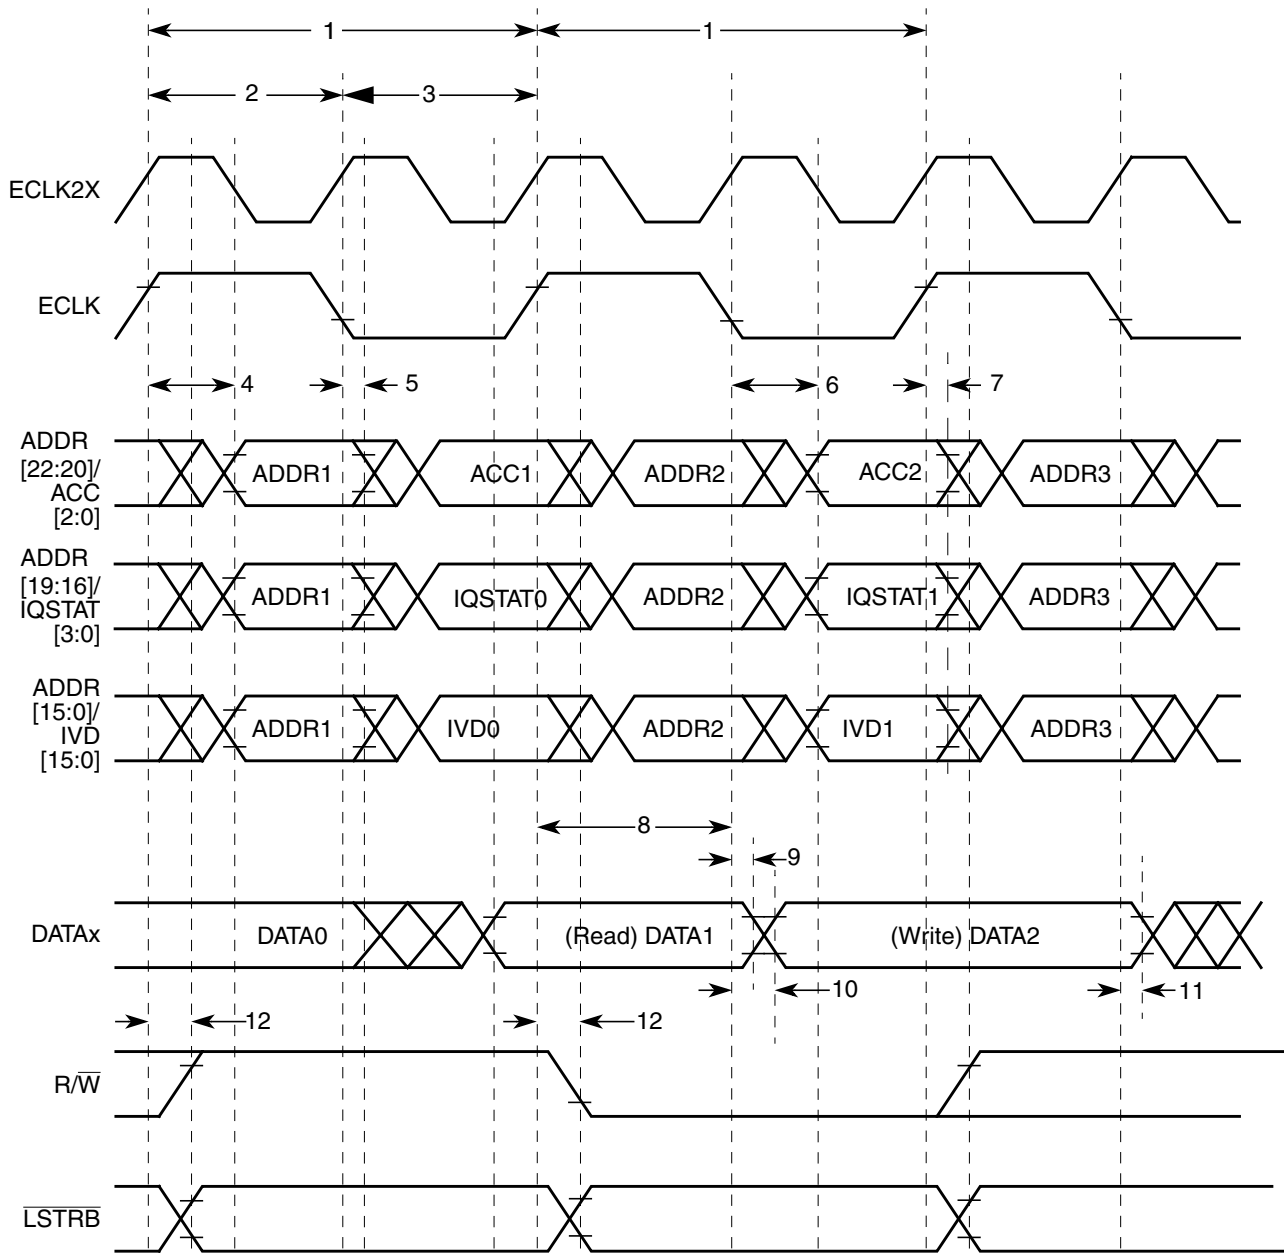 1 1
2 3
ECLK2X
ECLK
4 5 6 7
ADDR
[22:20]/
ACC
[2:0]
ADDR1 ACC1 ADDR2 ACC2 ADDR3
ADDR
[19:16]/
IQSTAT
[3:0]
ADDR1 IQSTAT0 ADDR2 IQSTAT1 ADDR3
ADDR
[15:0]/
IVD
[15:0]
ADDR1 IVD0 ADDR2 IVD1 ADDR3
8
9
DATAx DATA0 (Read) DATA1 (Write) DATA2
10 11
12 12
R/W
LSTRB